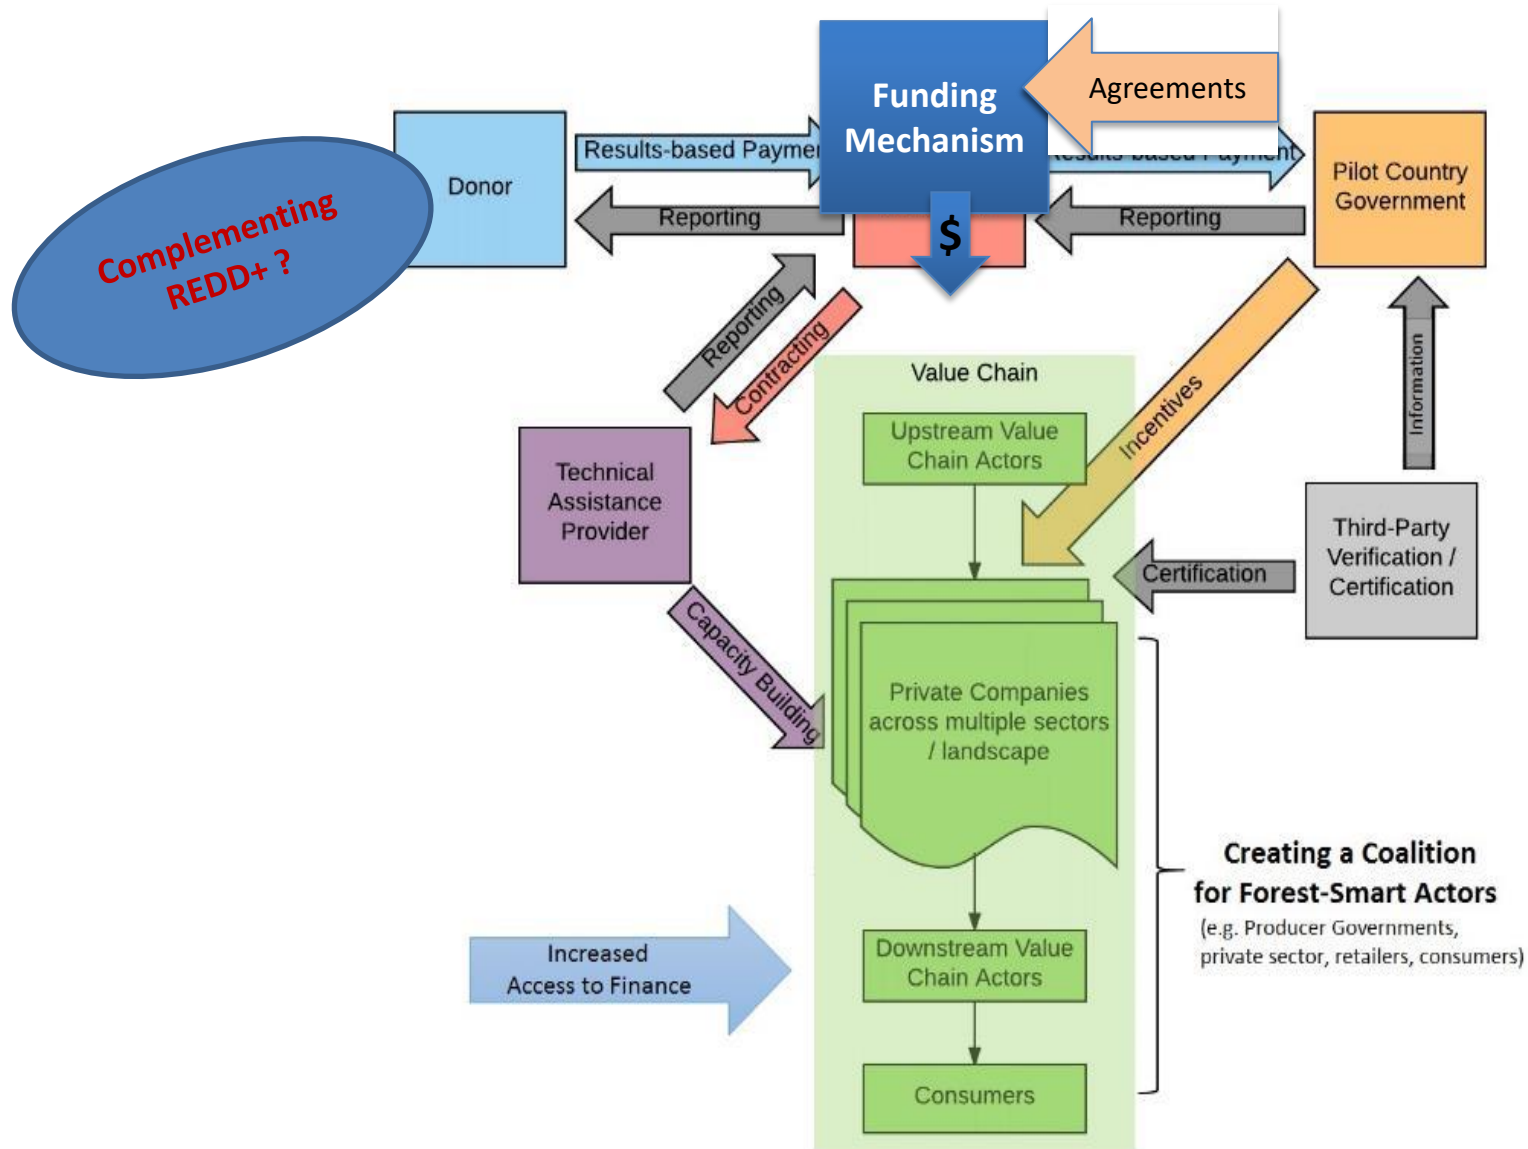 Funding
Mechanism
Agreements
Donor
Results-based Payme
Payment
Pilot Country
Government
Reporting
Reporting
$
Complementing
REDD+ ?
Reporting
Contracting
Value Chain
Incentives
Information
Upstream Value
Chain Actors
Technical
Assistance
Provider
Third-Party
Verification /
Certification
Certification
Capacity Building
Private Companies
across multiple sectors
/ landscape
Creating a Coalition
for Forest-Smart Actors
(e.g. Producer Governments,
private sector, retailers, consumers)
Increased
Access to Finance
Downstream Value
Chain Actors
Consumers